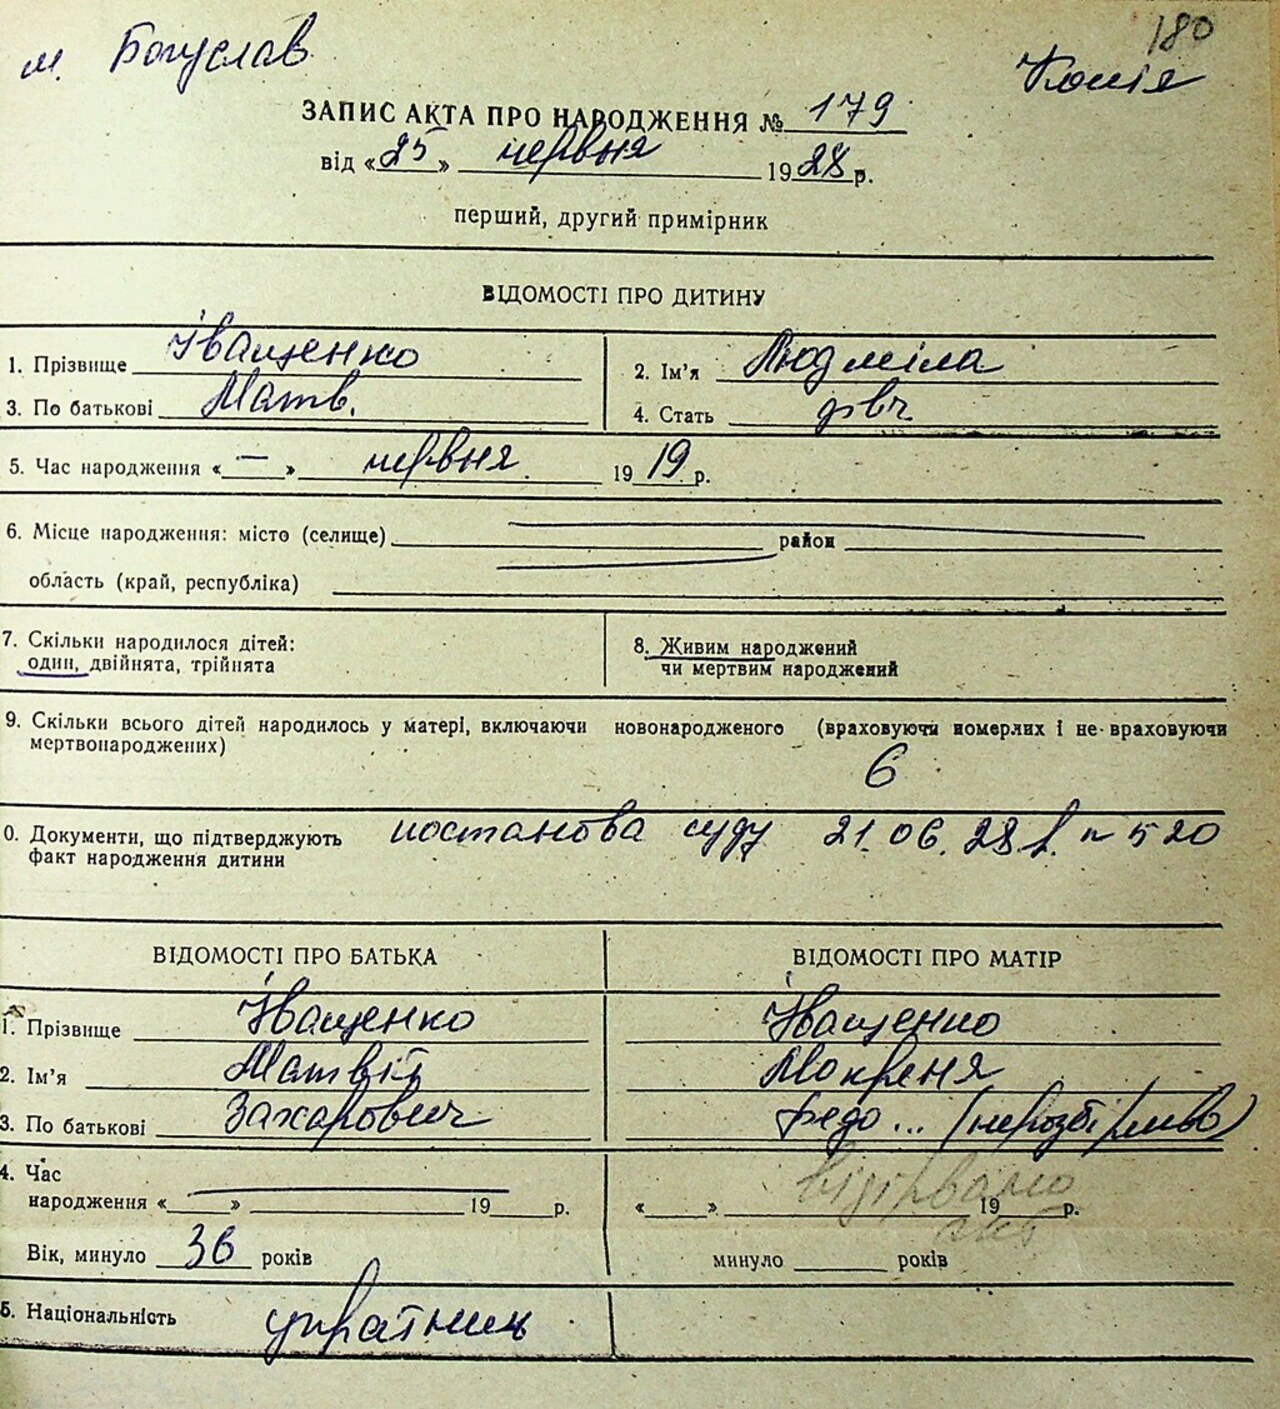 180
м. Богуслав
Копія
ЗАПИС АКТА ПРО НАРОДЖЕННЯ № 179
від «25» червня 1928 р.
перший, другий примірник
ВІДОМОСТІ ПРО ДИТИНУ
1. Прізвище Іващенко
2. Ім'я Людміла
3. По батькові Матв.
4. Стать дівч
5. Час народження «—» червня 1919 р.
6. Місце народження: місто (селище) район
область (край, республіка)
7. Скільки народилося дітей:
один, двійнята, трійнята
8. Живим народжений
чи мертвим народжений
9. Скільки всього дітей народилось у матері, включаючи новонародженого (враховуючи померлих і не враховуючи
мертвонароджених)
6
0. Документи, що підтверджують постанова суду 21.06.28 р. n 520
факт народження дитини
ВІДОМОСТІ ПРО БАТЬКА
ВІДОМОСТІ ПРО МАТІР
1. Прізвище Іващенко Іващенко
2. Ім'я Матвій Мокреня
3. По батькові Захарович Федо... (нерозбірливо)
4. Час
народження « » 19 р. « » 19 р.
відірвано
акт
Вік, минуло 36 років минуло років
5. Національність українець